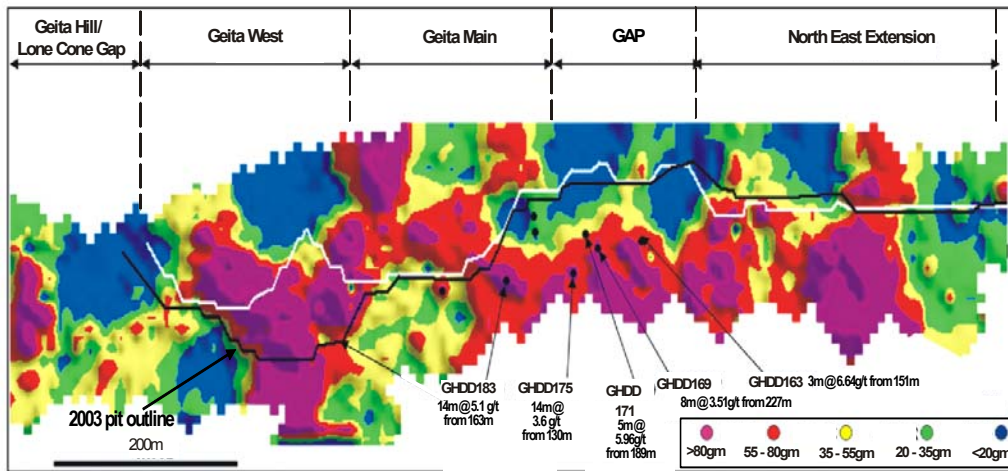 Geita Hill/
Lone Cone Gap
Geita West
Geita Main
GAP
North East Extension
2003 pit outline
200m
GHDD183
14m@5.1 g/t
from 163m
GHDD175
14m@
3.6 g/t
from 130m
GHDD
171
5m@
5.96g/t
from 189m
GHDD169
8m@3.51g/t from 227m
GHDD163 3m@6.64g/t from 151m
>80gm
55 - 80gm
35 - 55gm
20 - 35gm
<20gm